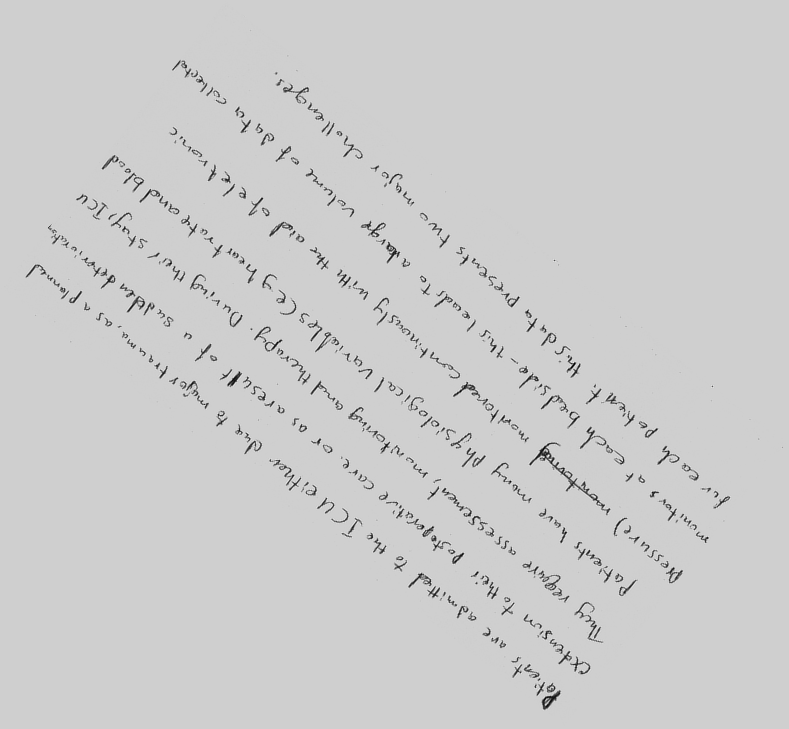 Patients are admitted to the ICU either due to major trauma, as a planned
extension to their postoperative care, or as a result of a sudden deterioration
They require assessement, monitoring and therapy. During their stay, ICU
patients have many physiological variables (e.g heart rate and blood
pressure) monitored continuously with the aid of eletronic
monitors at each bedside - this leads to a large volume of data collected
for each patient. this data presents two major challenges.